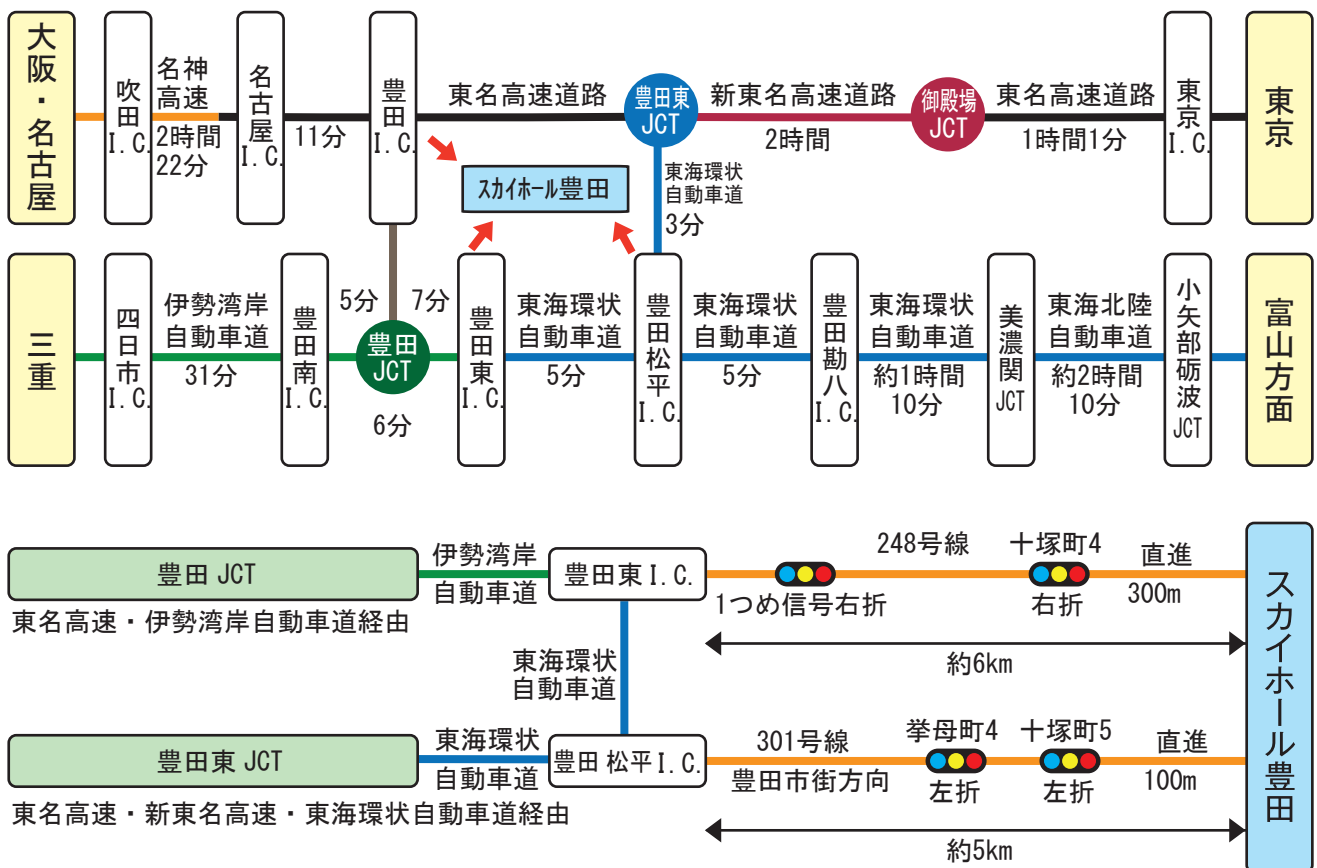 大阪・名古屋
吹田I.C.
名神
高速
2時間
22分
名古屋I.C.
11分
豊田I.C.
東名高速道路
豊田東
JCT
新東名高速道路
2時間
御殿場
JCT
東名高速道路
1時間1分
東京I.C.
東京
スカイホール豊田
東海環状
自動車道
3分
三重
四日市I.C.
伊勢湾岸
自動車道
31分
豊田南I.C.
5分
7分
豊田
JCT
6分
豊田東I.C.
東海環状
自動車道
5分
豊田松平I.C.
東海環状
自動車道
5分
豊田勘八I.C.
東海環状
自動車道
約1時間
10分
美濃関JCT
東海北陸
自動車道
約2時間
10分
小矢部砺波JCT
富山方面
豊田 JCT
東名高速・伊勢湾岸自動車道経由
伊勢湾岸
自動車道
豊田東I.C.
1つめ信号右折
248号線
十塚町4
右折
直進
300m
約6km
東海環状
自動車道
豊田東 JCT
東名高速・新東名高速・東海環状自動車道経由
東海環状
自動車道
豊田 松平I.C.
301号線
豊田市街方向
挙母町4
左折
十塚町5
左折
直進
100m
約5km
スカイホール豊田